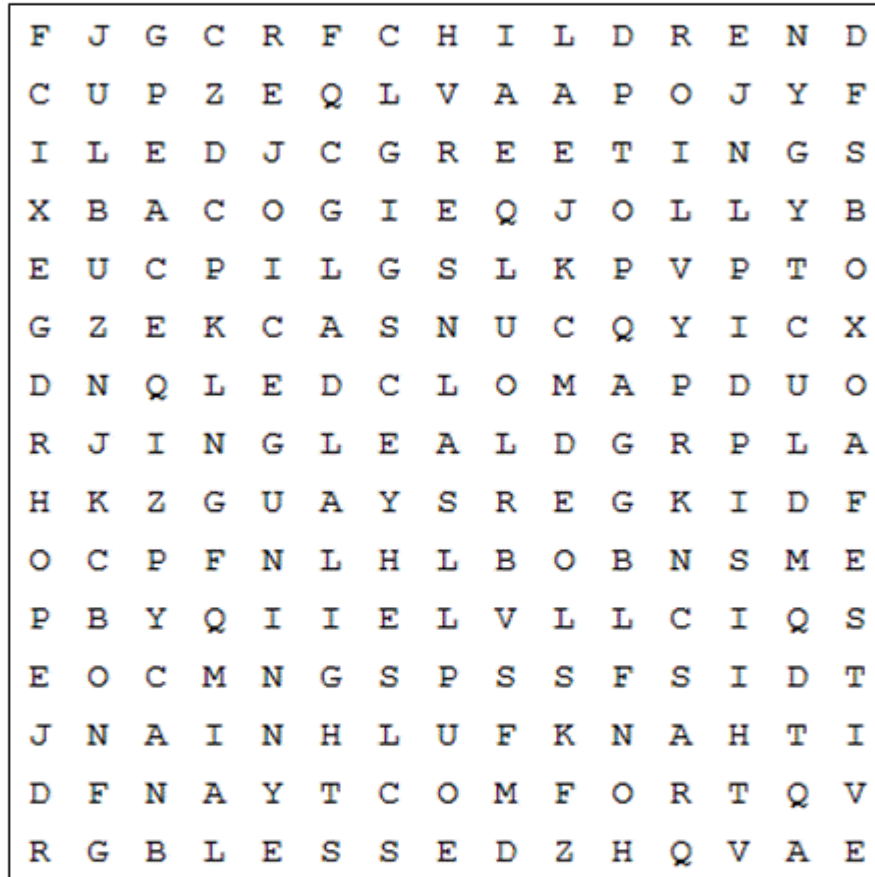 F J G C R F C H I L D R E N D
C U P Z E Q L V A A P O J Y F
I L E D J C G R E E T I N G S
X B A C O G I E Q J O L L Y B
E U C P I L G S L K P V P T O
G Z E K C A S N U C Q Y I C X
D N Q L E D C L O M A P D U O
R J I N G L E A L D G R P L A
H K Z G U A Y S R E G K I D F
O C P F N L H L B O B N S M E
P B Y Q I I E L V L L C I Q S
E O C M N G S P S S F S I D T
J N A I N H L U F K N A H T I
D F N A Y T C O M F O R T Q V
R G B L E S S E D Z H Q V A E